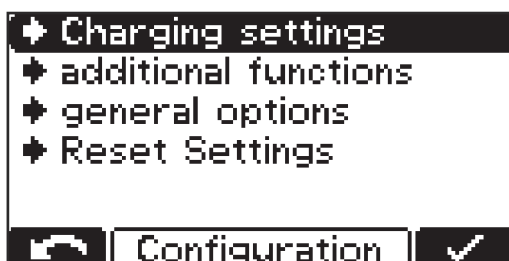 Charging settings
additional functions
general options
Reset Settings
Configuration